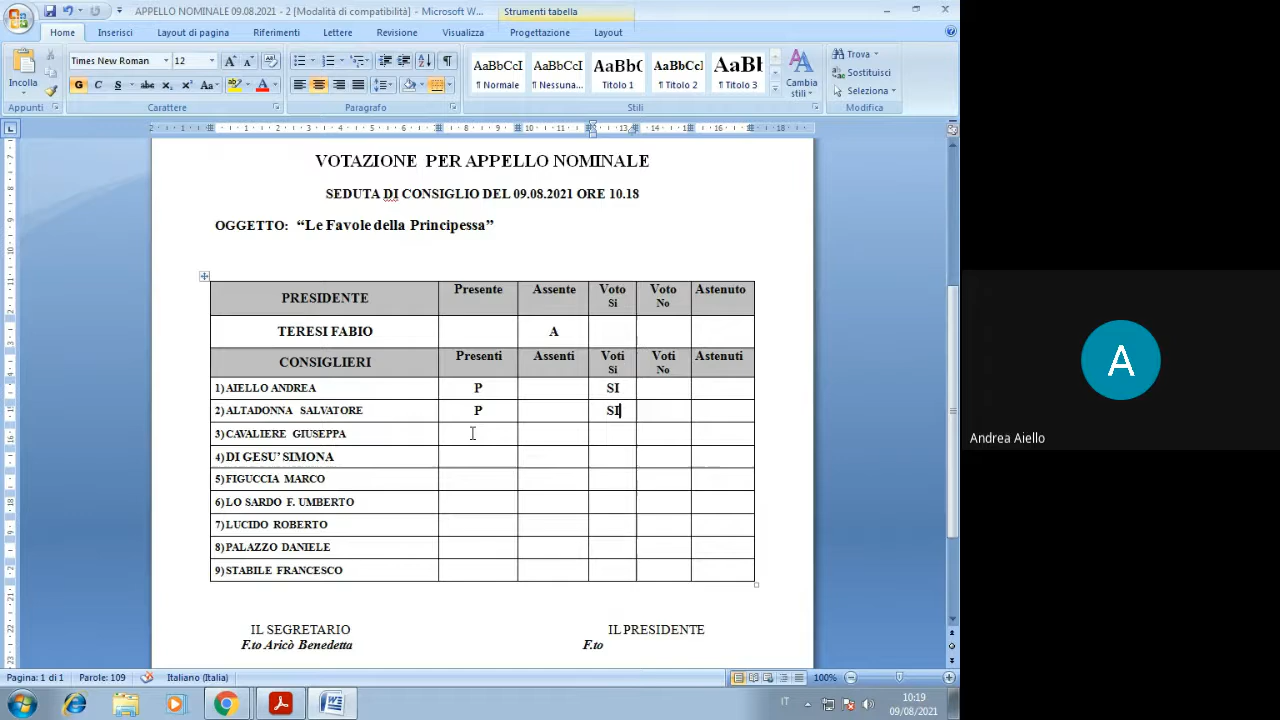 APPELLO NOMINALE 09.08.2021 - 2 [Modalità di compatibilità] - Microsoft W...
Strumenti tabella
Home Inserisci Layout di pagina Riferimenti Lettere Revisione Visualizza Progettazione Layout
Incolla
Times New Roman 12
G C S abc x₂ x² Aa A
AaBbCcI AaBbCcI AaBbC AaBbCcI AaBbC
¶ Normale ¶ Nessuna... Titolo 1 ¶ Titolo 2 ¶ Titolo 3
Cambia stili
Trova
Sostituisci
Seleziona
Appunti Carattere Paragrafo Stili Modifica
VOTAZIONE PER APPELLO NOMINALE
SEDUTA DI CONSIGLIO DEL 09.08.2021 ORE 10.18
OGGETTO: “Le Favole della Principessa”
PRESIDENTE Presente Assente Voto Si Voto No Astenuto
TERESI FABIO A
CONSIGLIERI Presenti Assenti Voti Si Voti No Astenuti
1) AIELLO ANDREA P SI
2) ALTADONNA SALVATORE P SI
3) CAVALIERE GIUSEPPA
4) DI GESU’ SIMONA
5) FIGUCCIA MARCO
6) LO SARDO F. UMBERTO
7) LUCIDO ROBERTO
8) PALAZZO DANIELE
9) STABILE FRANCESCO
IL SEGRETARIO IL PRESIDENTE
F.to Aricò Benedetta F.to
Pagina: 1 di 1 Parole: 109 Italiano (Italia) 100%
IT 10:19
09/08/2021
A
Andrea Aiello